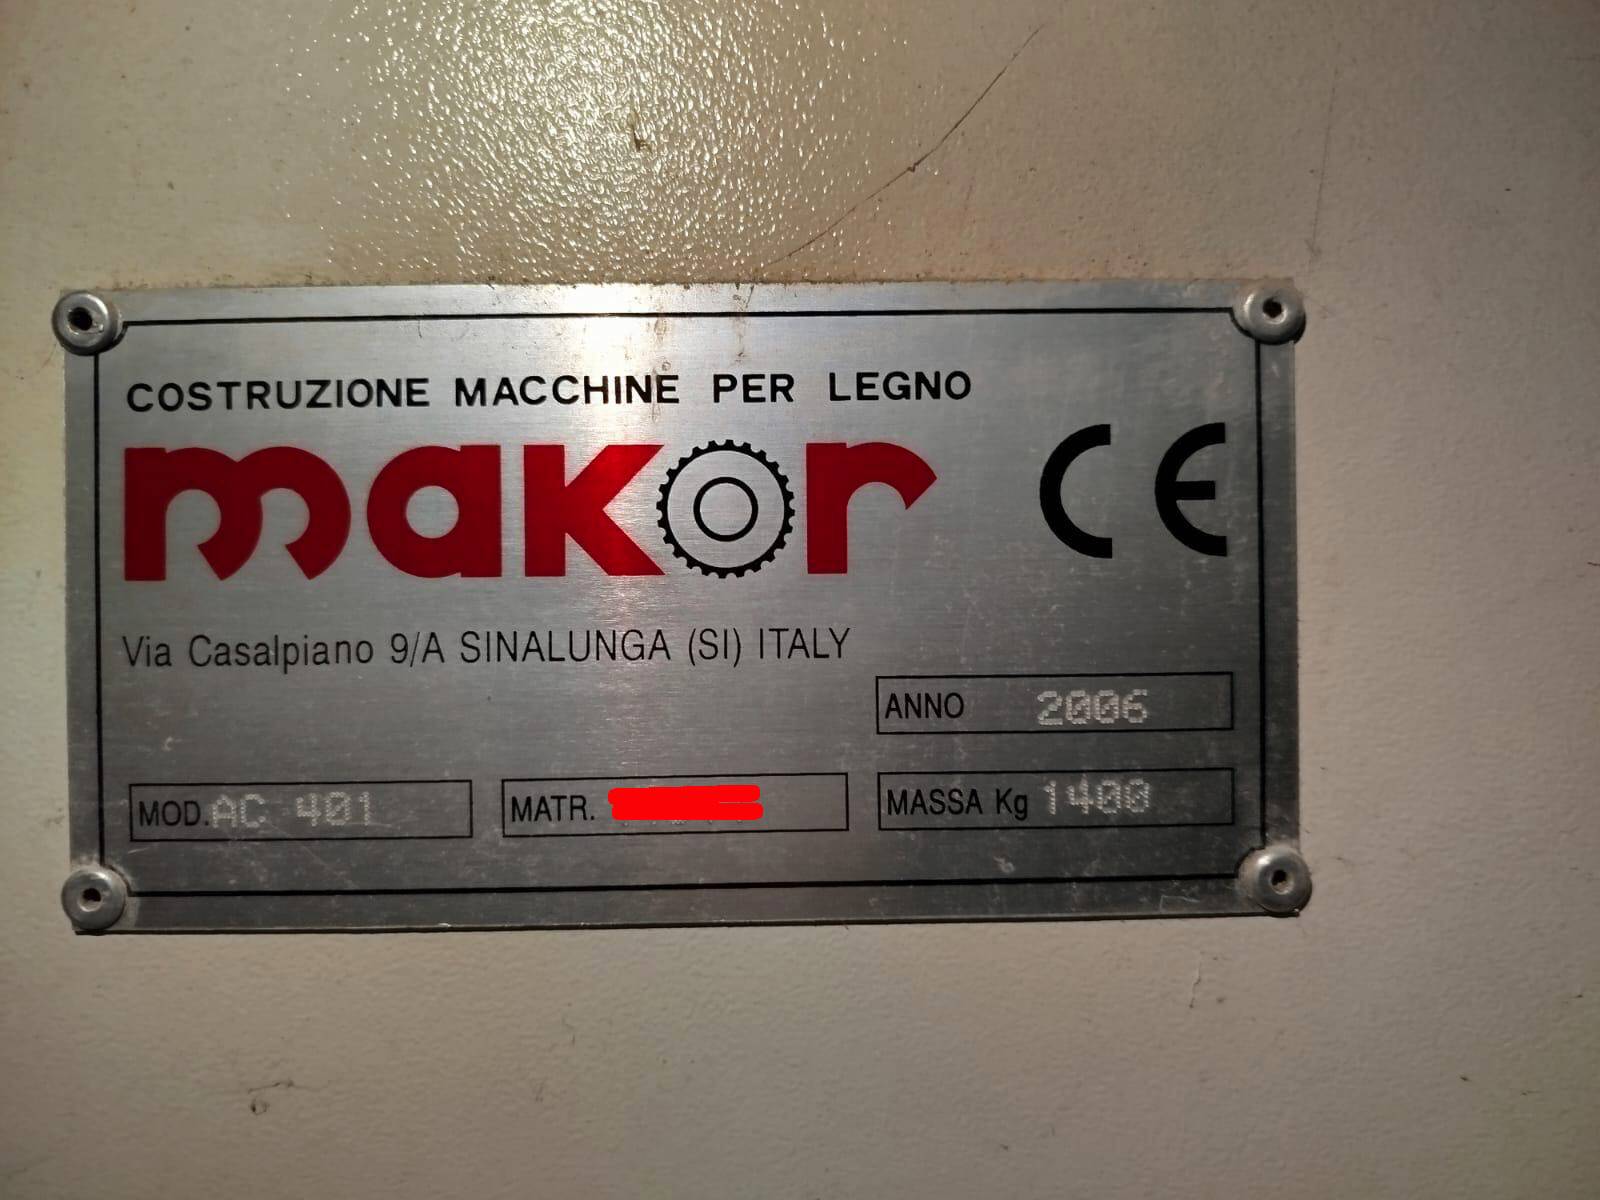 COSTRUZIONE MACCHINE PER LEGNO
makor CE
Via Casalpiano 9/A SINALUNGA (SI) ITALY
ANNO 2006
MOD. AC 401 MATR. MASSA Kg 1400